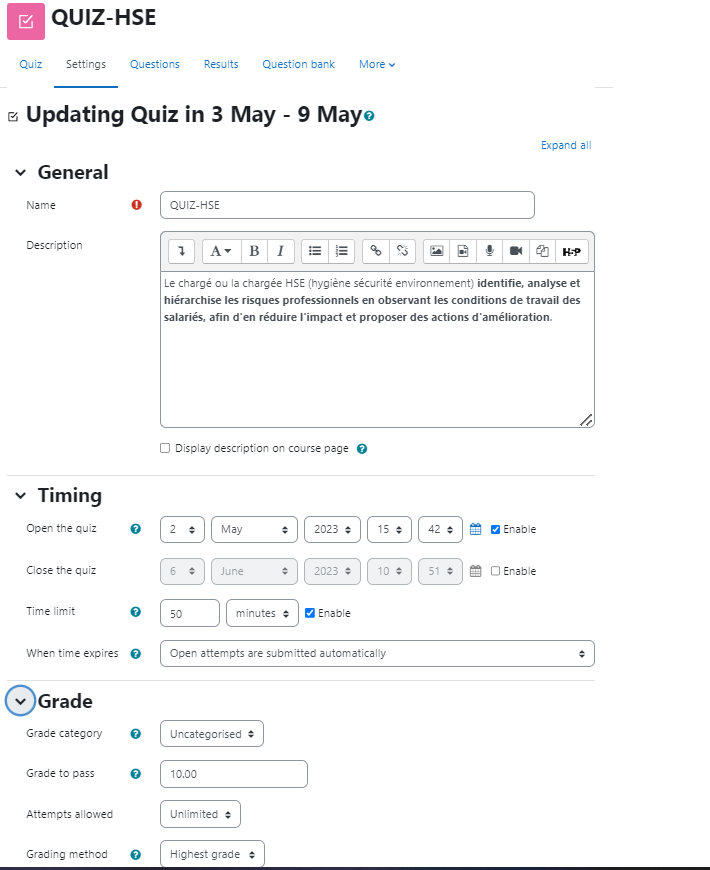 QUIZ-HSE
Quiz Settings Questions Results Question bank More
Updating Quiz in 3 May - 9 May
Expand all
General
Name QUIZ-HSE
Description
A B I H-P
Le chargé ou la chargée HSE (hygiène sécurité environnement) identifie, analyse et
hiérarchise les risques professionnels en observant les conditions de travail des
salariés, afin d'en réduire l'impact et proposer des actions d'amélioration.
Display description on course page
Timing
Open the quiz 2 May 2023 15 42 Enable
Close the quiz 6 June 2023 10 51 Enable
Time limit 50 minutes Enable
When time expires Open attempts are submitted automatically
Grade
Grade category Uncategorised
Grade to pass 10.00
Attempts allowed Unlimited
Grading method Highest grade